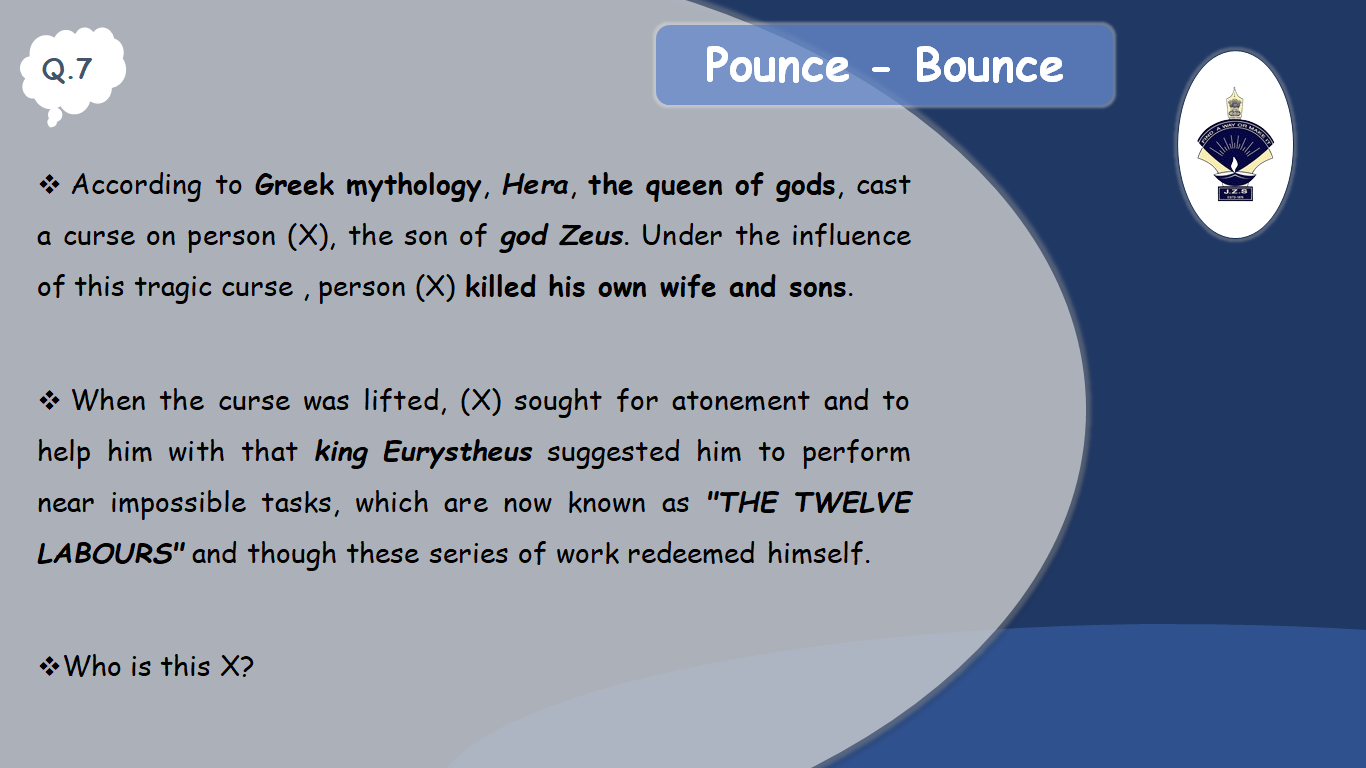 Q.7
Pounce - Bounce
FIND A WAY OR MAKE IT
J.Z.S
❖ According to Greek mythology, Hera, the queen of gods, cast
a curse on person (X), the son of god Zeus. Under the influence
of this tragic curse , person (X) killed his own wife and sons.
❖ When the curse was lifted, (X) sought for atonement and to
help him with that king Eurystheus suggested him to perform
near impossible tasks, which are now known as "THE TWELVE
LABOURS" and though these series of work redeemed himself.
❖Who is this X?